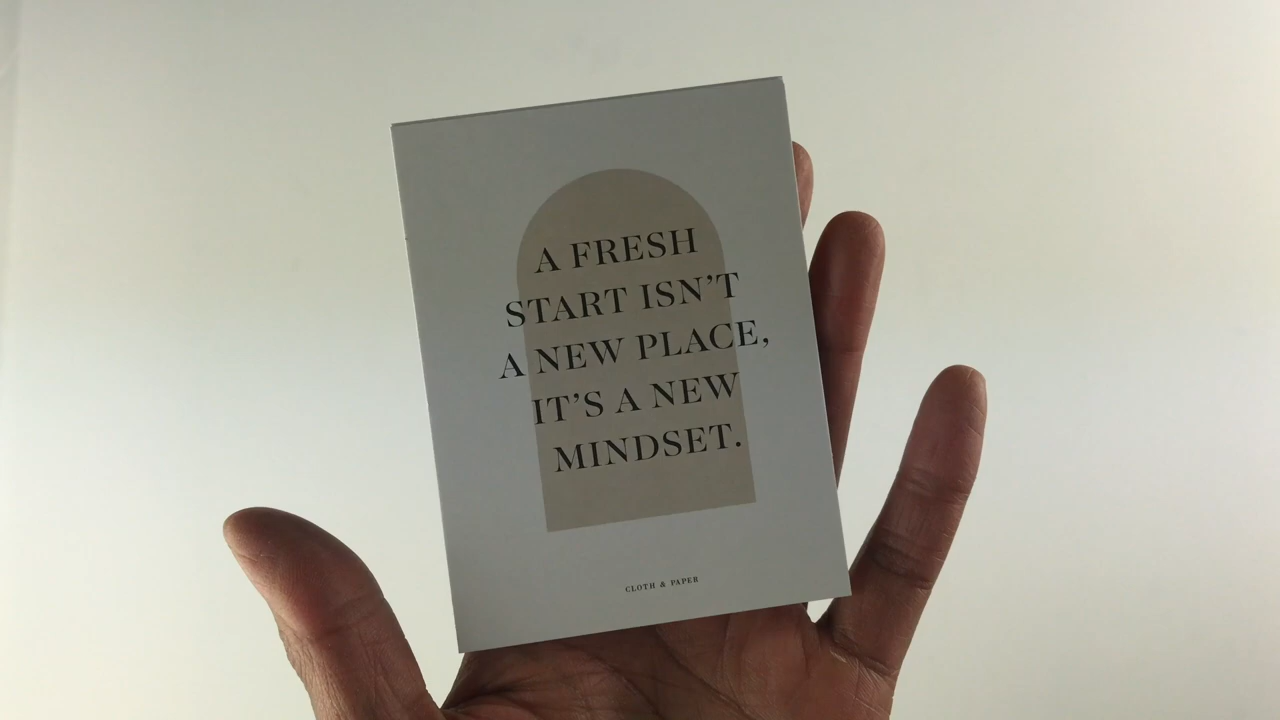 A FRESH
START ISN'T
A NEW PLACE,
IT'S A NEW
MINDSET.
CLOTH & PAPER